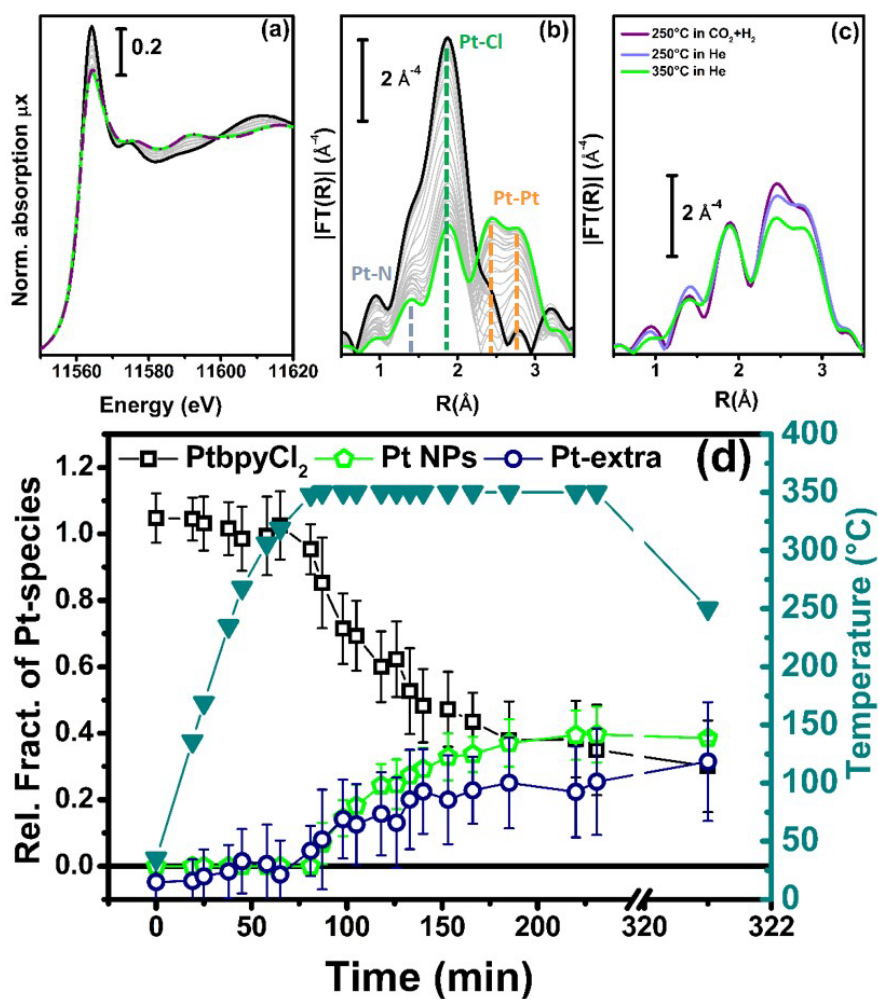 (a)
0.2
Norm. absorption μx
11560 11580 11600 11620
Energy (eV)
(b)
Pt-Cl
2 Å⁻⁴
Pt-Pt
Pt-N
|FT(R)| (Å⁻⁴)
1 2 3
R(Å)
(c)
250°C in CO₂+H₂
250°C in He
350°C in He
2 Å⁻⁴
|FT(R)| (Å⁻⁴)
1 2 3
R(Å)
(d)
PtbpyCl₂ Pt NPs Pt-extra
Rel. Fract. of Pt-species
1.2
1.0
0.8
0.6
0.4
0.2
0.0
400
350
300
250
200
150
100
50
0
Temperature (°C)
0 50 100 150 200 320 322
Time (min)